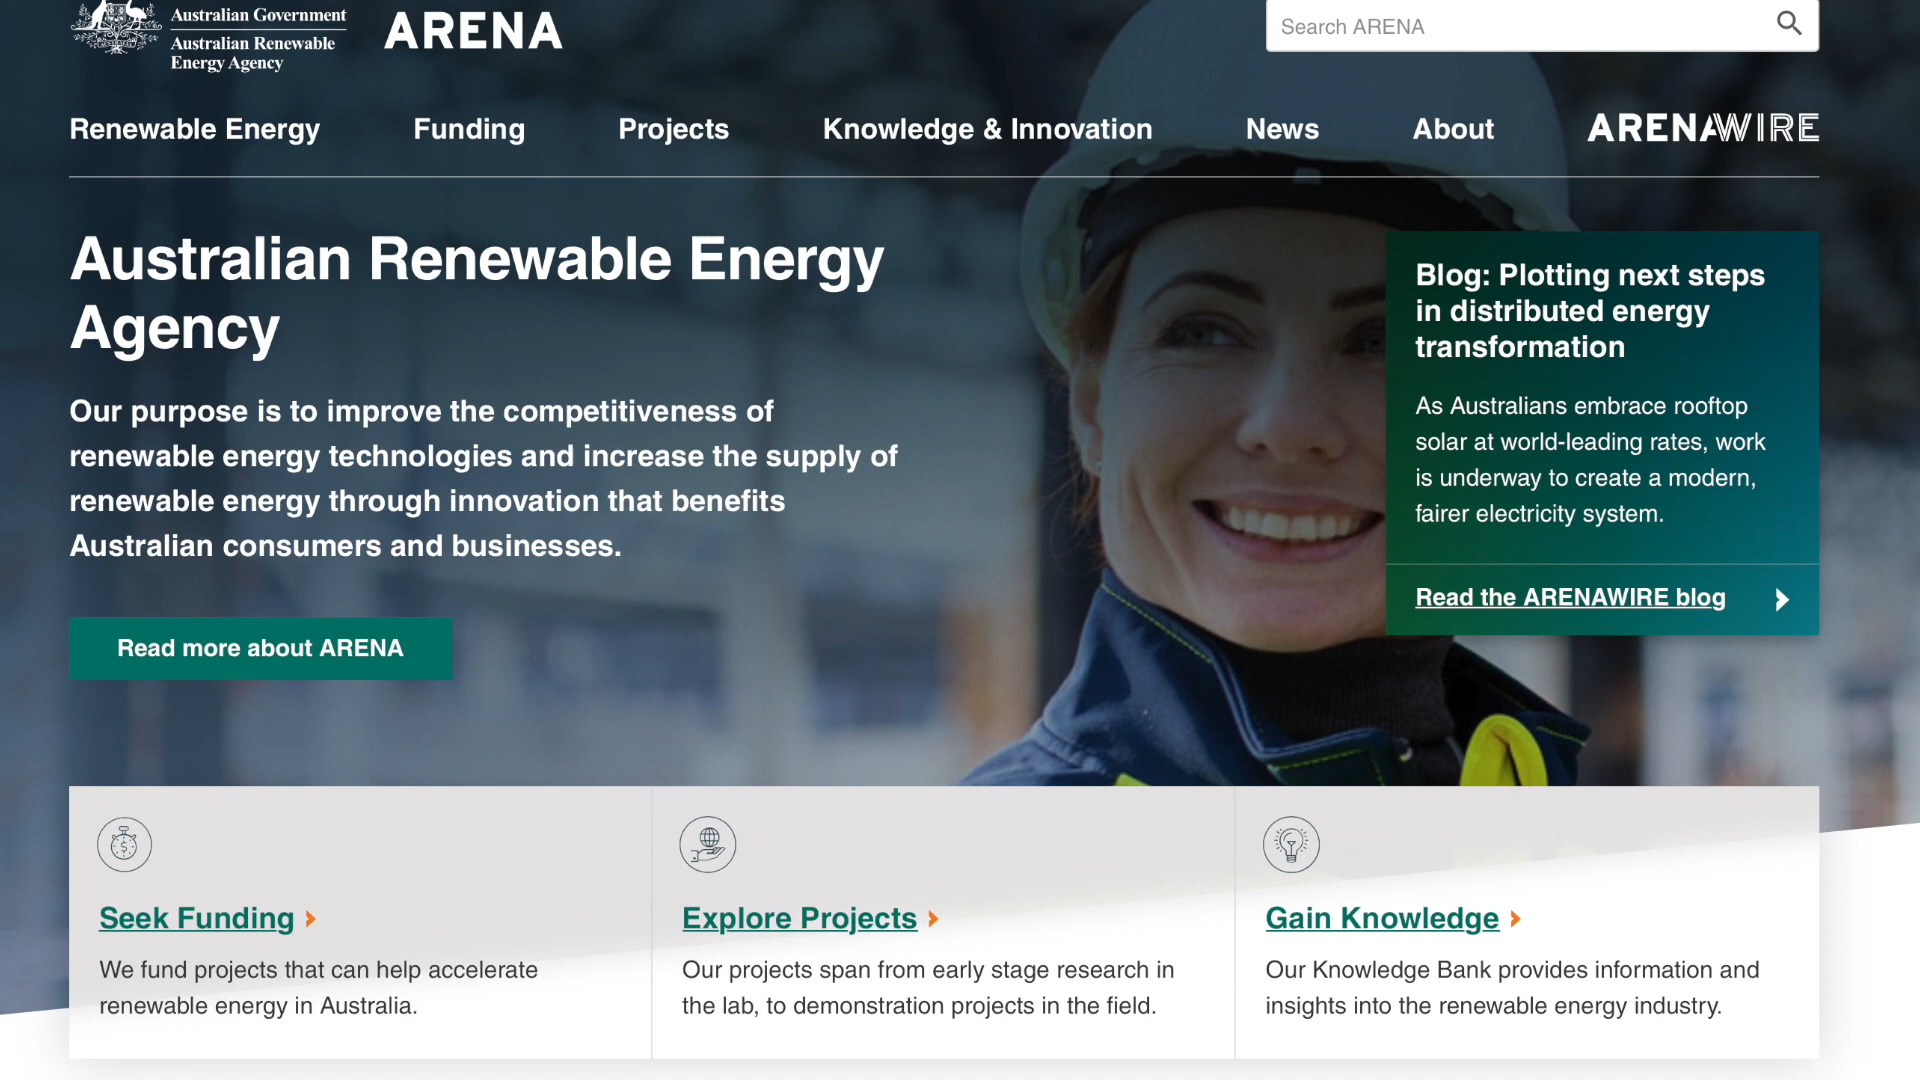 Australian Government
Australian Renewable
Energy Agency
ARENA
Search ARENA
Renewable Energy
Funding
Projects
Knowledge & Innovation
News
About
ARENAWIRE
Australian Renewable Energy
Agency
Our purpose is to improve the competitiveness of
renewable energy technologies and increase the supply of
renewable energy through innovation that benefits
Australian consumers and businesses.
Read more about ARENA
Blog: Plotting next steps
in distributed energy
transformation
As Australians embrace rooftop
solar at world-leading rates, work
is underway to create a modern,
fairer electricity system.
Read the ARENAWIRE blog
$
Seek Funding
We fund projects that can help accelerate
renewable energy in Australia.
Explore Projects
Our projects span from early stage research in
the lab, to demonstration projects in the field.
Gain Knowledge
Our Knowledge Bank provides information and
insights into the renewable energy industry.